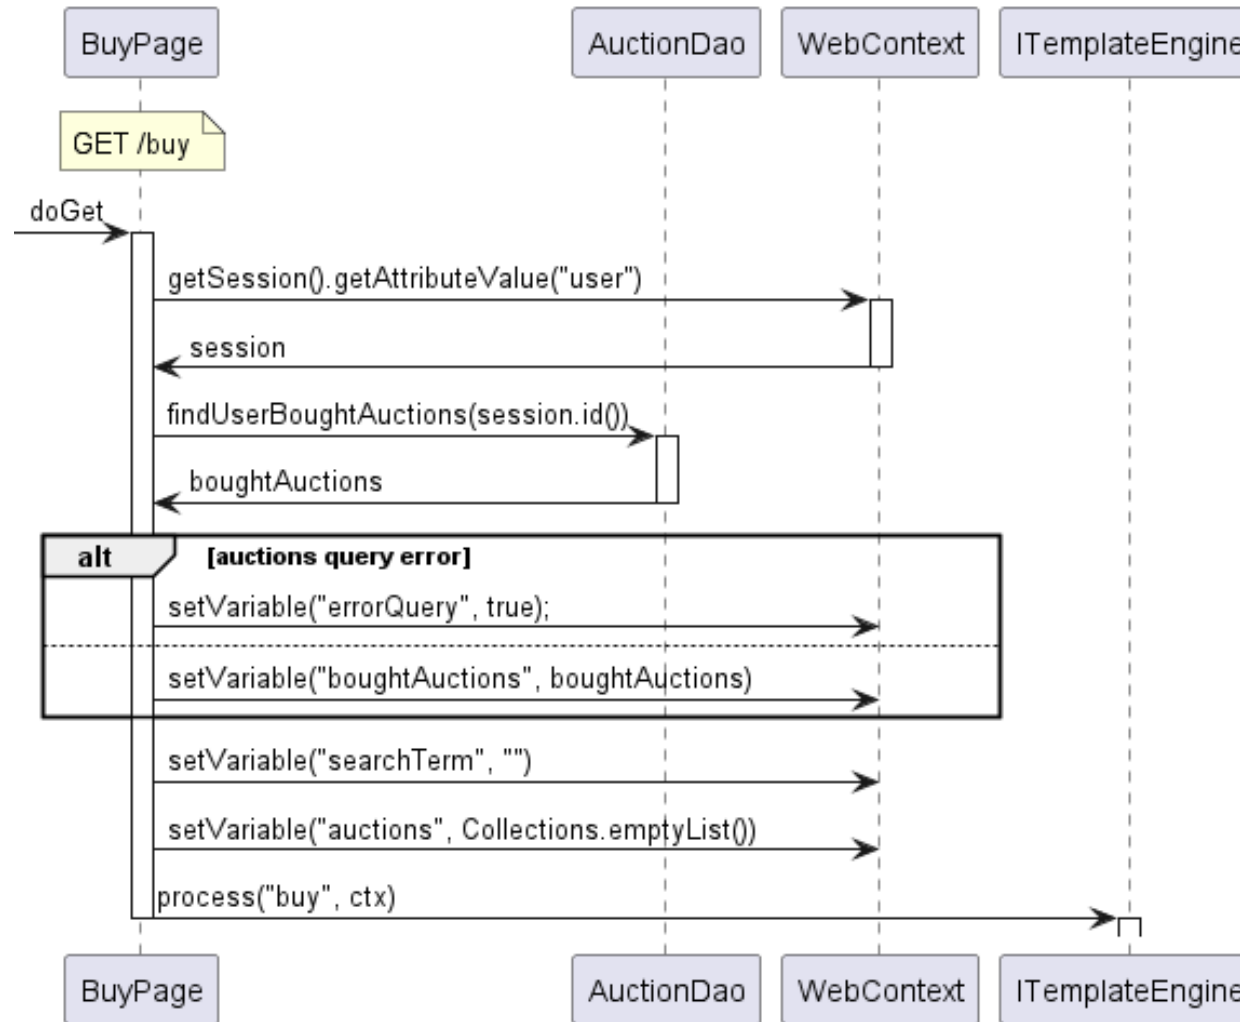 BuyPage AuctionDao WebContext ITemplateEngine
GET /buy
doGet
getSession().getAttributeValue("user")
session
findUserBoughtAuctions(session.id())
boughtAuctions
alt [auctions query error]
setVariable("errorQuery", true);
setVariable("boughtAuctions", boughtAuctions)
setVariable("searchTerm", "")
setVariable("auctions", Collections.emptyList())
process("buy", ctx)
BuyPage AuctionDao WebContext ITemplateEngine